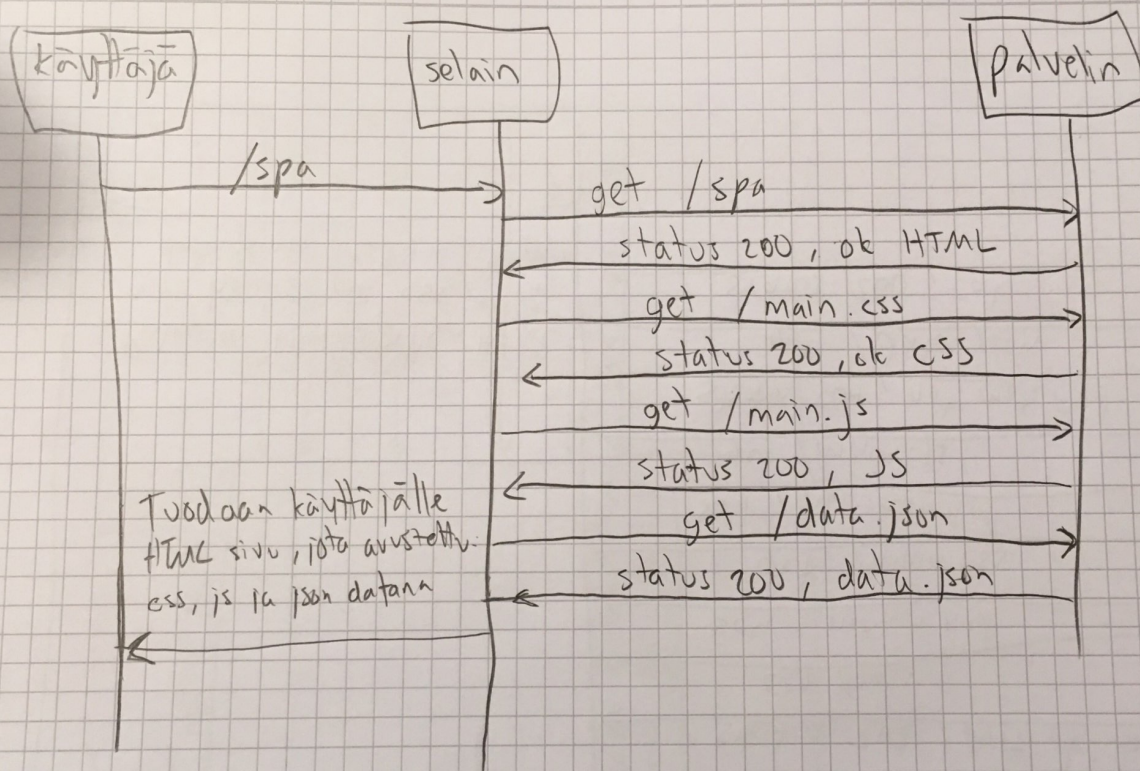 käyttäjä
selain
palvelin
/spa
get /spa
status 200, ok HTML
get /main.css
status 200, ok CSS
get /main.js
status 200, JS
get /data.json
status 200, data.json
Tuodaan käyttäjälle
HTML sivu, jota avustettu
css, js ja json datana